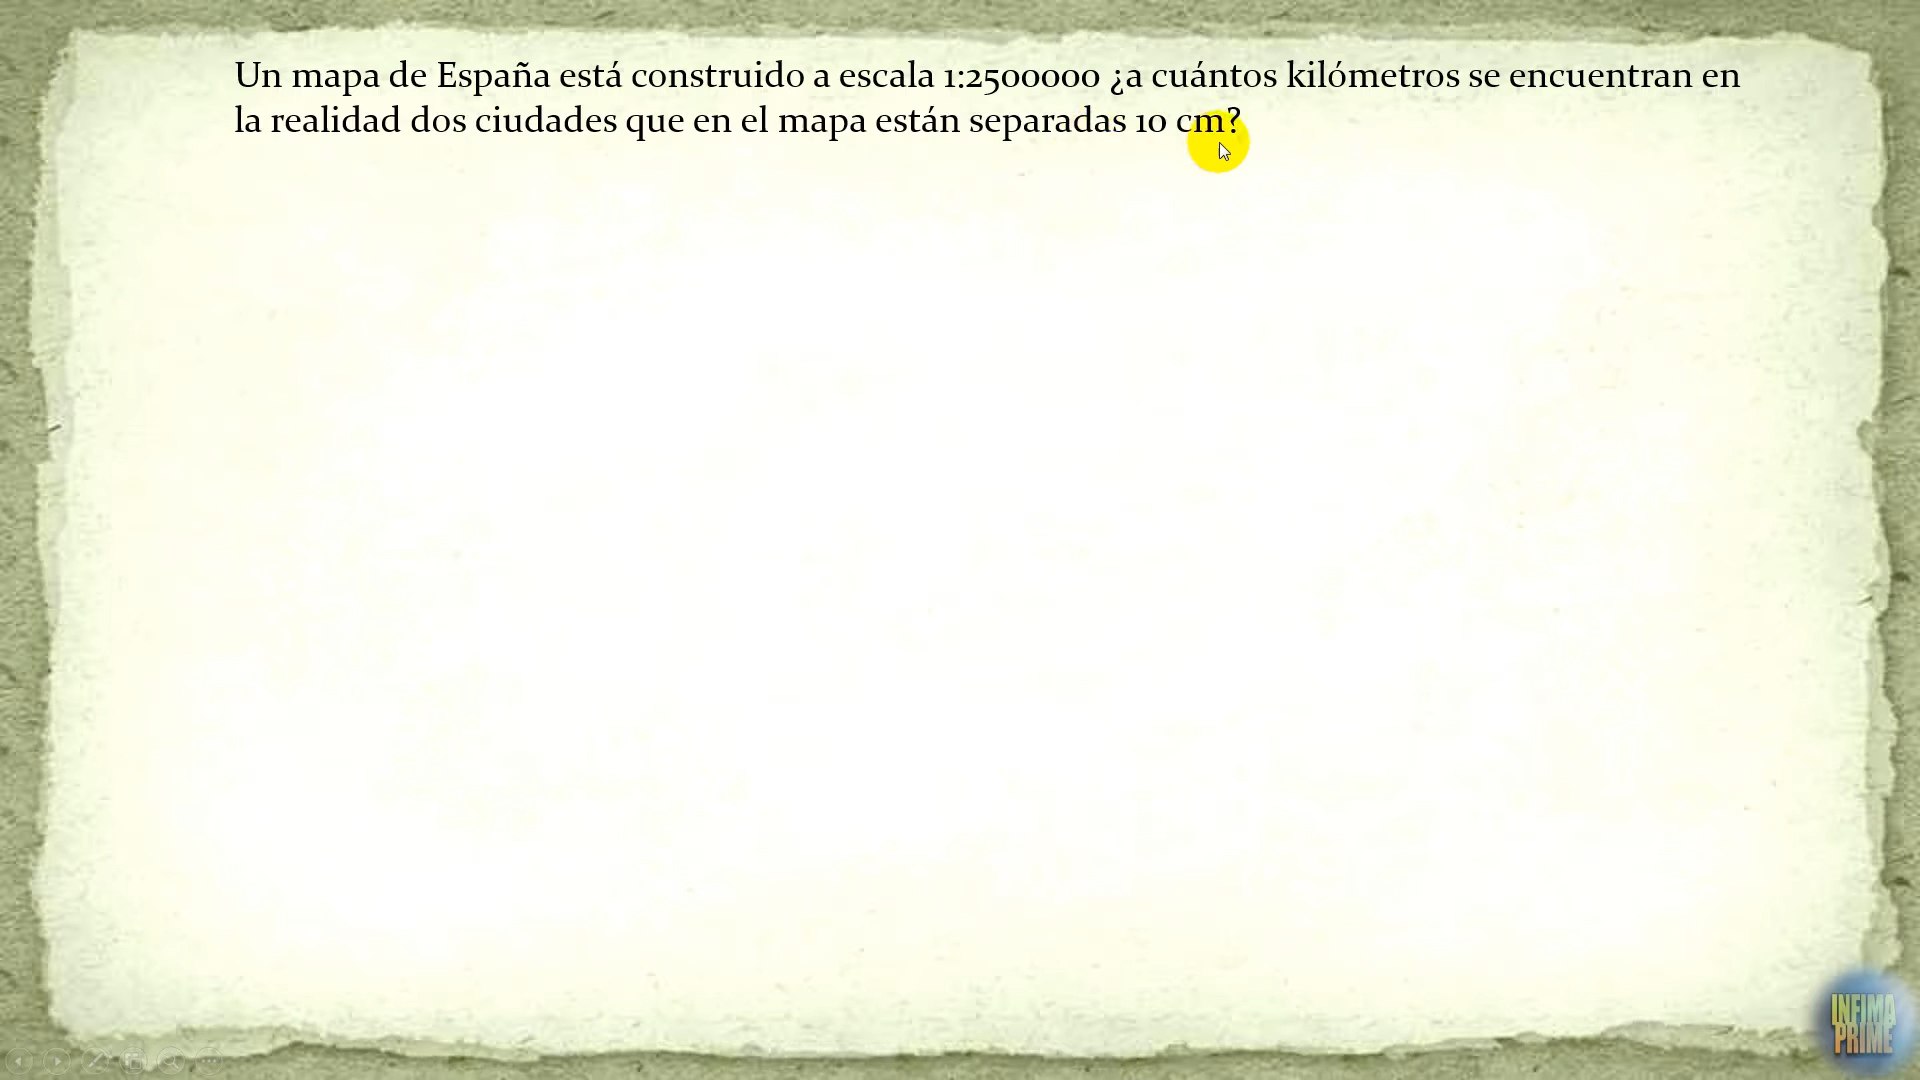 Un mapa de España está construido a escala 1:2500000 ¿a cuántos kilómetros se encuentran en
la realidad dos ciudades que en el mapa están separadas 10 cm?
INFIMA
PRIME